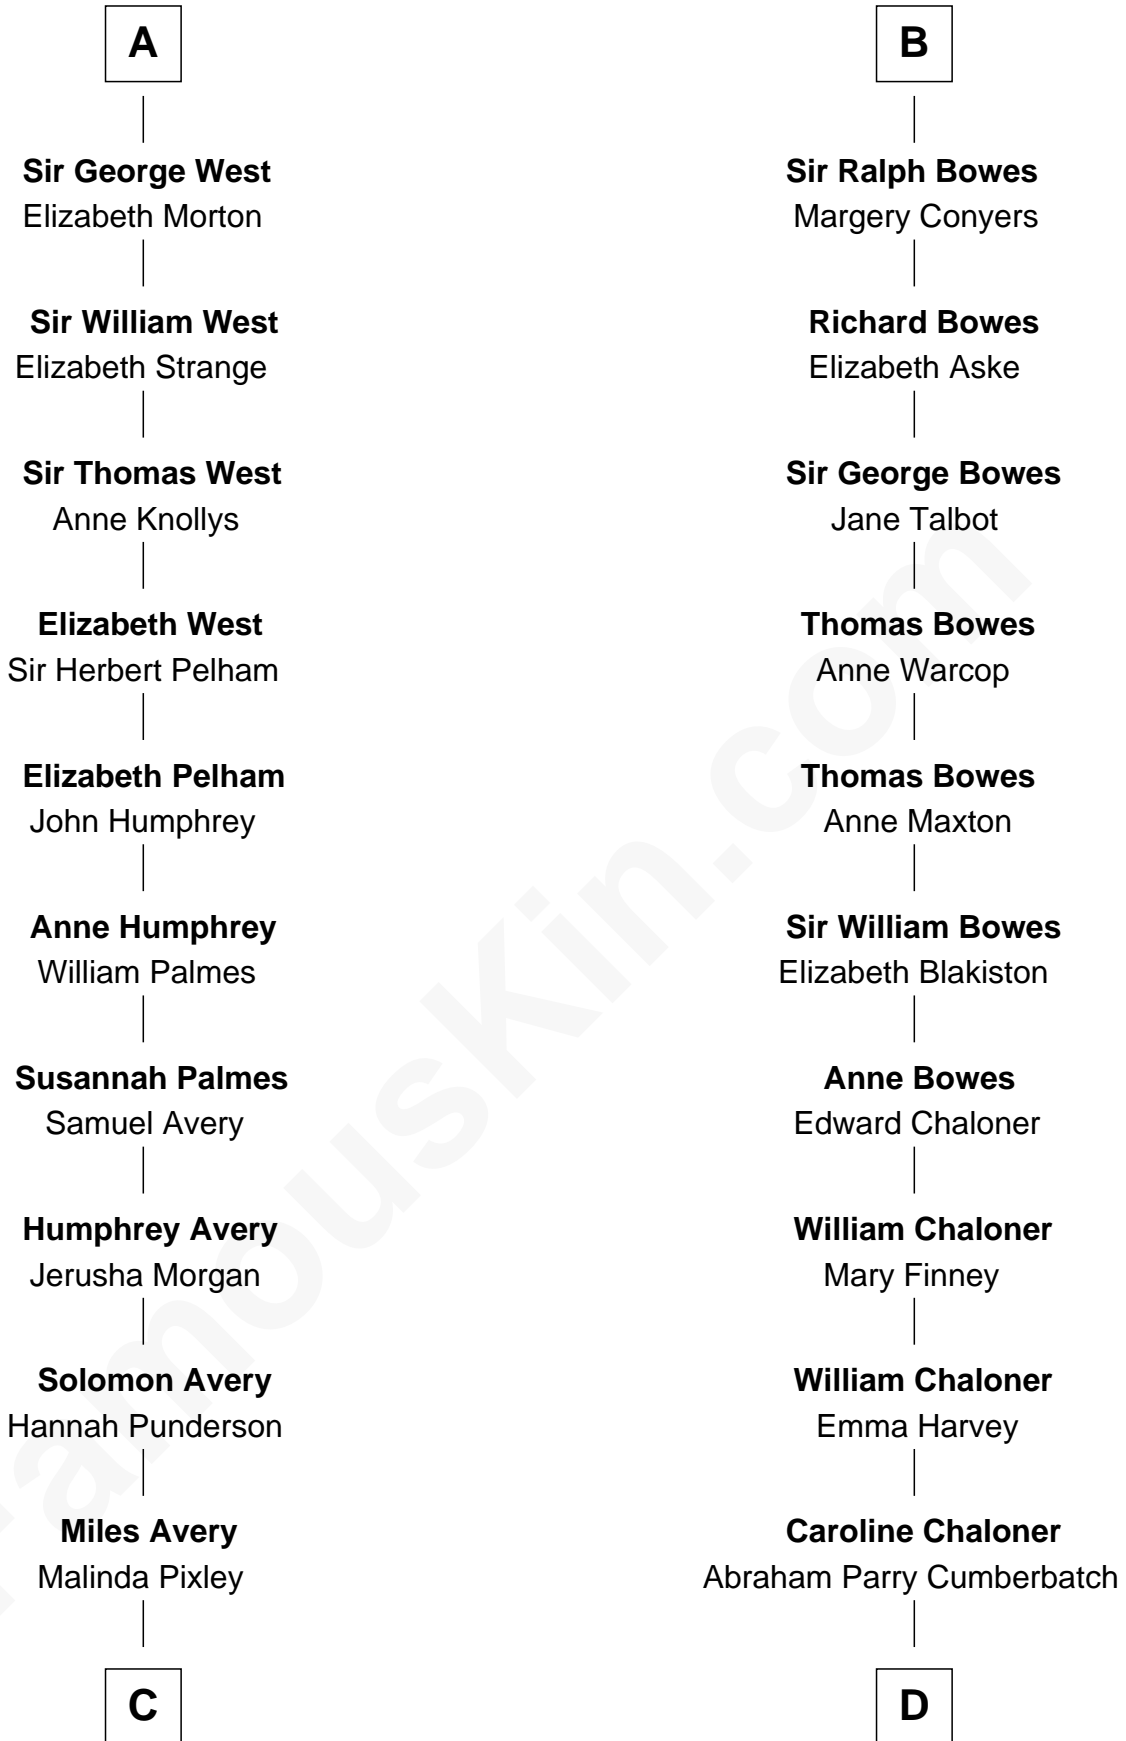 A
Sir George West
Elizabeth Morton
Sir William West
Elizabeth Strange
Sir Thomas West
Anne Knollys
Elizabeth West
Sir Herbert Pelham
Elizabeth Pelham
John Humphrey
Anne Humphrey
William Palmes
Susannah Palmes
Samuel Avery
Humphrey Avery
Jerusha Morgan
Solomon Avery
Hannah Punderson
Miles Avery
Malinda Pixley
C
B
Sir Ralph Bowes
Margery Conyers
Richard Bowes
Elizabeth Aske
Sir George Bowes
Jane Talbot
Thomas Bowes
Anne Warcop
Thomas Bowes
Anne Maxton
Sir William Bowes
Elizabeth Blakiston
Anne Bowes
Edward Chaloner
William Chaloner
Mary Finney
William Chaloner
Emma Harvey
Caroline Chaloner
Abraham Parry Cumberbatch
D
FamousKin.com